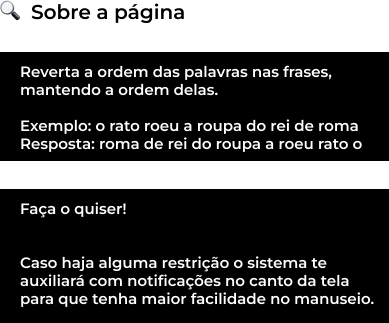 Sobre a página
Reverta a ordem das palavras nas frases,
mantendo a ordem delas.
Exemplo: o rato roeu a roupa do rei de roma
Resposta: roma de rei do roupa a roeu rato o
Faça o quiser!
Caso haja alguma restrição o sistema te
auxiliará com notificações no canto da tela
para que tenha maior facilidade no manuseio.